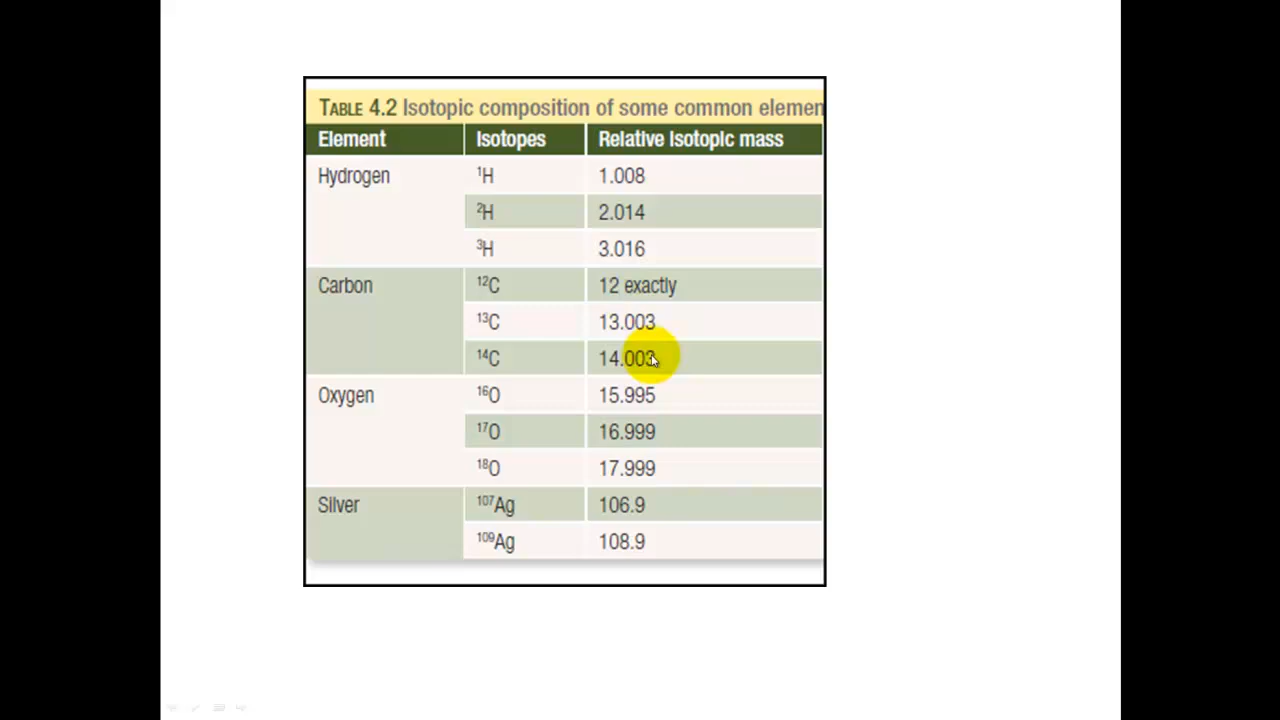 TABLE 4.2 Isotopic composition of some common elemen
Element Isotopes Relative isotopic mass
Hydrogen ¹H 1.008
²H 2.014
³H 3.016
Carbon ¹²C 12 exactly
¹³C 13.003
¹⁴C 14.003
Oxygen ¹⁶O 15.995
¹⁷O 16.999
¹⁸O 17.999
Silver ¹⁰⁷Ag 106.9
¹⁰⁹Ag 108.9